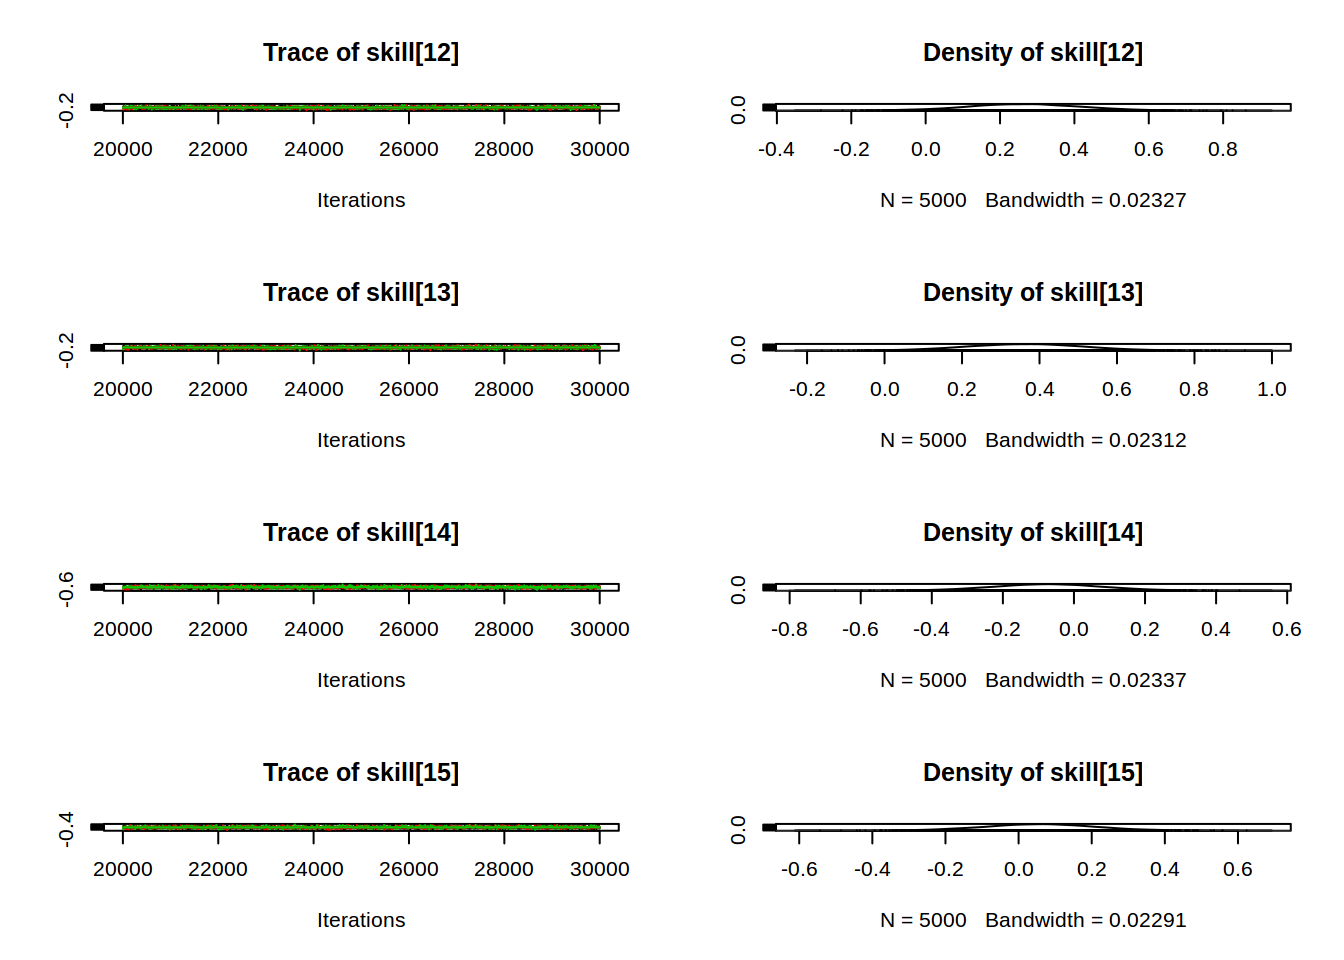 Trace of skill[12]
-0.2
20000 22000 24000 26000 28000 30000
Iterations
Density of skill[12]
0.0
-0.4 -0.2 0.0 0.2 0.4 0.6 0.8
N = 5000 Bandwidth = 0.02327
Trace of skill[13]
-0.2
20000 22000 24000 26000 28000 30000
Iterations
Density of skill[13]
0.0
-0.2 0.0 0.2 0.4 0.6 0.8 1.0
N = 5000 Bandwidth = 0.02312
Trace of skill[14]
-0.6
20000 22000 24000 26000 28000 30000
Iterations
Density of skill[14]
0.0
-0.8 -0.6 -0.4 -0.2 0.0 0.2 0.4 0.6
N = 5000 Bandwidth = 0.02337
Trace of skill[15]
-0.4
20000 22000 24000 26000 28000 30000
Iterations
Density of skill[15]
0.0
-0.6 -0.4 -0.2 0.0 0.2 0.4 0.6
N = 5000 Bandwidth = 0.02291